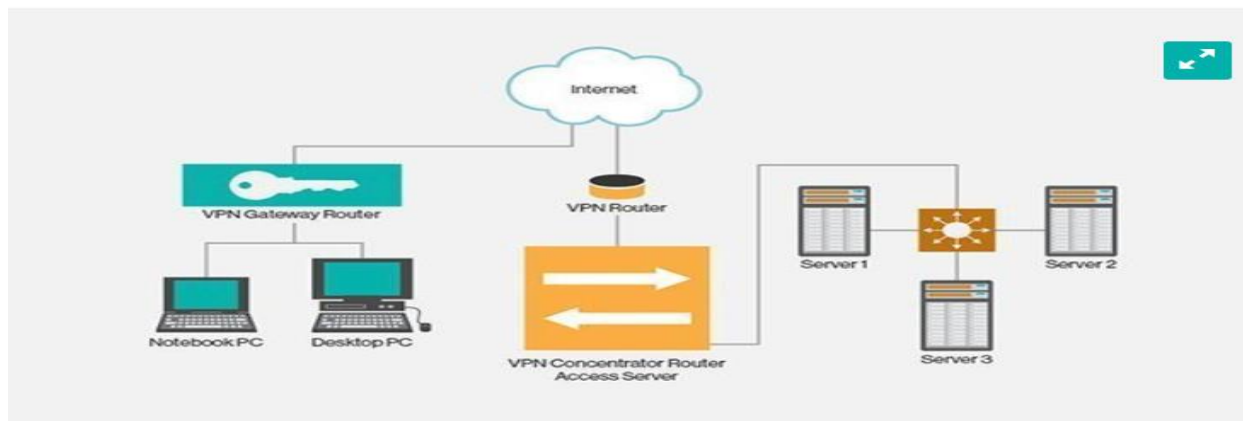 Internet
VPN Gateway Router
VPN Router
Server 1
Server 2
Notebook PC
Desktop PC
VPN Concentrator Router
Access Server
Server 3